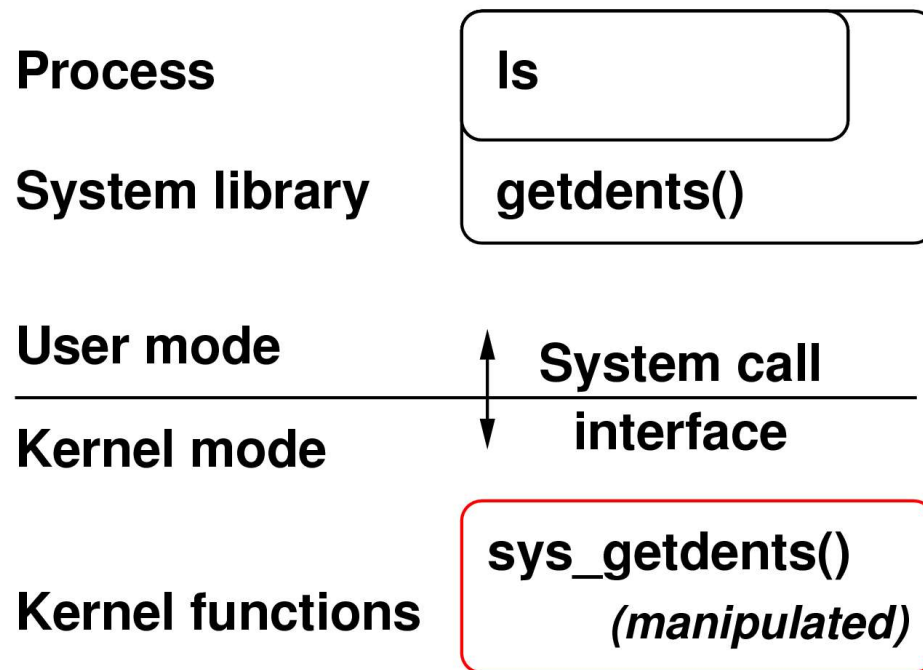 Process
ls
System library
getdents()
User mode
System call
interface
Kernel mode
sys_getdents()
Kernel functions
(manipulated)